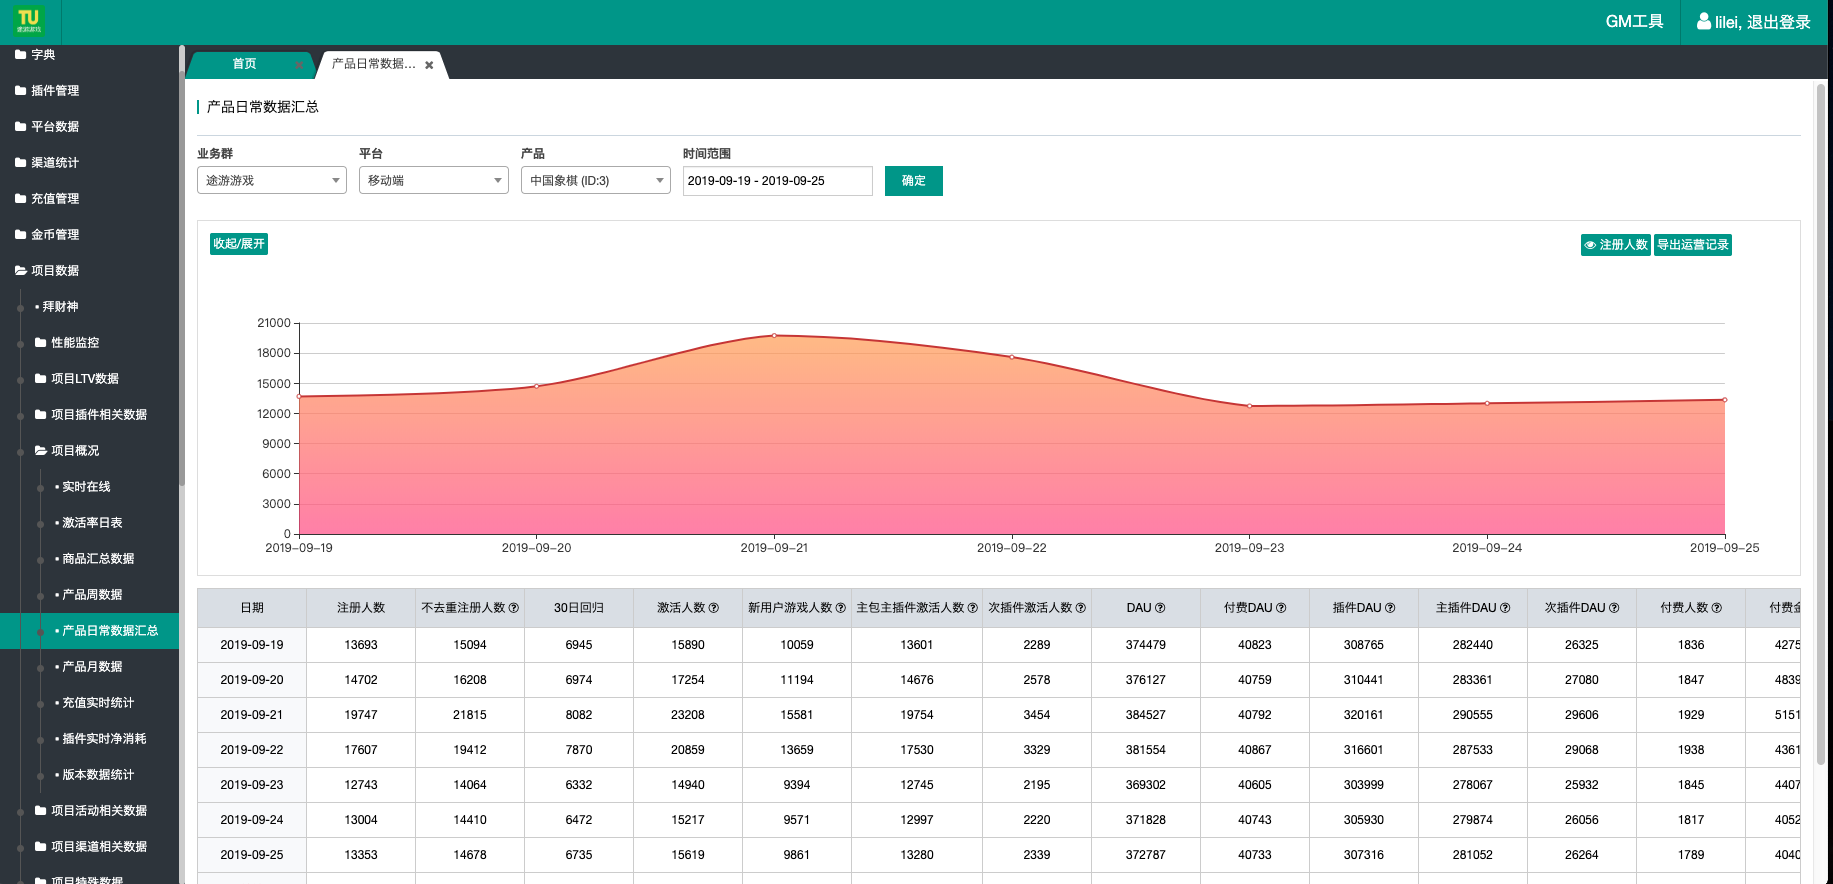 TU
途游游戏
GM工具
lilei, 退出登录
字典
插件管理
平台数据
渠道统计
充值管理
金币管理
项目数据
拜财神
性能监控
项目LTV数据
项目插件相关数据
项目概况
实时在线
激活率日表
商品汇总数据
产品周数据
产品日常数据汇总
产品月数据
充值实时统计
插件实时净消耗
版本数据统计
项目活动相关数据
项目渠道相关数据
项目特殊数据
首页
产品日常数据...
产品日常数据汇总
业务群 平台 产品 时间范围
途游游戏 移动端 中国象棋 (ID:3) 2019-09-19 - 2019-09-25 确定
收起/展开 注册人数 导出运营记录
21000
18000
15000
12000
9000
6000
3000
0
2019-09-19 2019-09-20 2019-09-21 2019-09-22 2019-09-23 2019-09-24 2019-09-25
日期 注册人数 不去重注册人数 30日回归 激活人数 新用户游戏人数 主包主插件激活人数 次插件激活人数 DAU 付费DAU 插件DAU 主插件DAU 次插件DAU 付费人数 付费金
2019-09-19 13693 15094 6945 15890 10059 13601 2289 374479 40823 308765 282440 26325 1836 4275
2019-09-20 14702 16208 6974 17254 11194 14676 2578 376127 40759 310441 283361 27080 1847 4839
2019-09-21 19747 21815 8082 23208 15581 19754 3454 384527 40792 320161 290555 29606 1929 5151
2019-09-22 17607 19412 7870 20859 13659 17530 3329 381554 40867 316601 287533 29068 1938 4361
2019-09-23 12743 14064 6332 14940 9394 12745 2195 369302 40605 303999 278067 25932 1845 4407
2019-09-24 13004 14410 6472 15217 9571 12997 2220 371828 40743 305930 279874 26056 1817 4052
2019-09-25 13353 14678 6735 15619 9861 13280 2339 372787 40733 307316 281052 26264 1789 4040